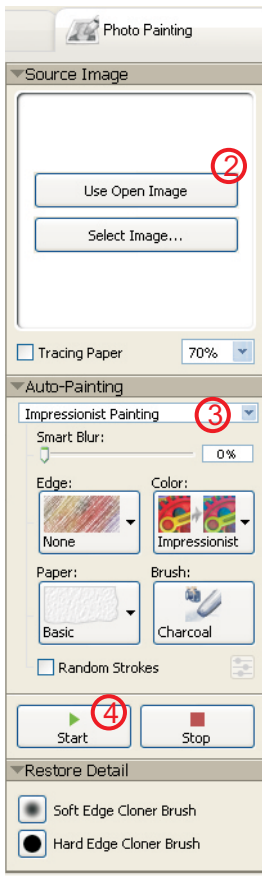 Photo Painting
Source Image
2
Use Open Image
Select Image...
Tracing Paper 70%
Auto-Painting
Impressionist Painting 3
Smart Blur:
0%
Edge: Color:
None Impressionist
Paper: Brush:
Basic Charcoal
Random Strokes
4
Start Stop
Restore Detail
Soft Edge Cloner Brush
Hard Edge Cloner Brush